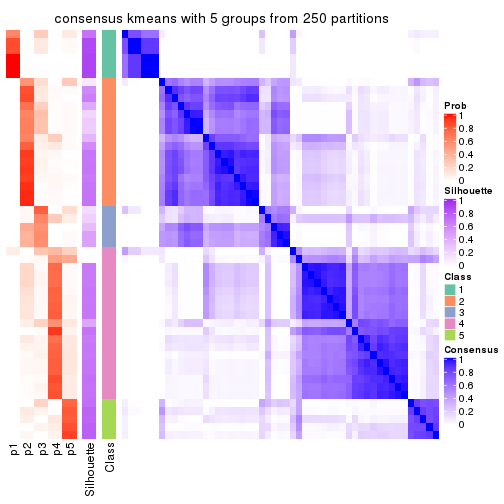 consensus kmeans with 5 groups from 250 partitions
p1
p2
p3
p4
p5
Silhouette
Class
Prob
1
0.8
0.6
0.4
0.2
0
Silhouette
1
0.8
0.6
0.4
0.2
0
Class
1
2
3
4
5
Consensus
1
0.8
0.6
0.4
0.2
0